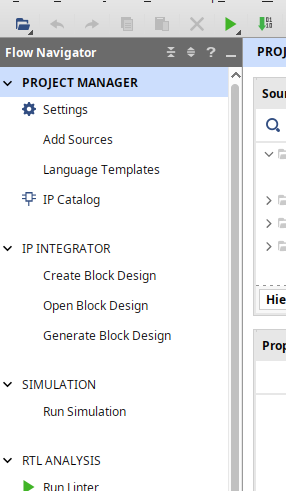 Flow Navigator
?
PROJ
PROJECT MANAGER
Settings
Add Sources
Language Templates
IP Catalog
IP INTEGRATOR
Create Block Design
Open Block Design
Generate Block Design
SIMULATION
Run Simulation
RTL ANALYSIS
Run Linter
Sour
Hie
Prop